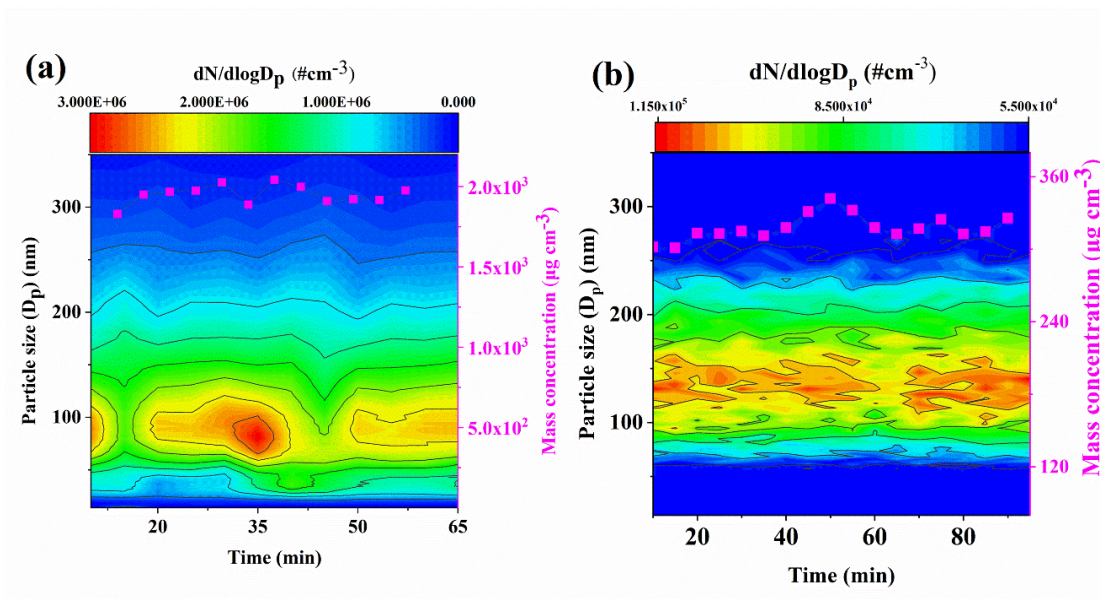 (a)
dN/dlogDₚ (#cm⁻³)
3.000E+06 2.000E+06 1.000E+06 0.000
300
200
100
Particle size (Dₚ) (nm)
2.0x10³
1.5x10³
1.0x10³
5.0x10²
Mass concentration (μg cm⁻³)
20 35 50 65
Time (min)
(b)
dN/dlogDₚ (#cm⁻³)
1.150x10⁵ 8.500x10⁴ 5.500x10⁴
300
200
100
Particle size (Dₚ) (nm)
360
240
120
Mass concentration (μg cm⁻³)
20 40 60 80
Time (min)